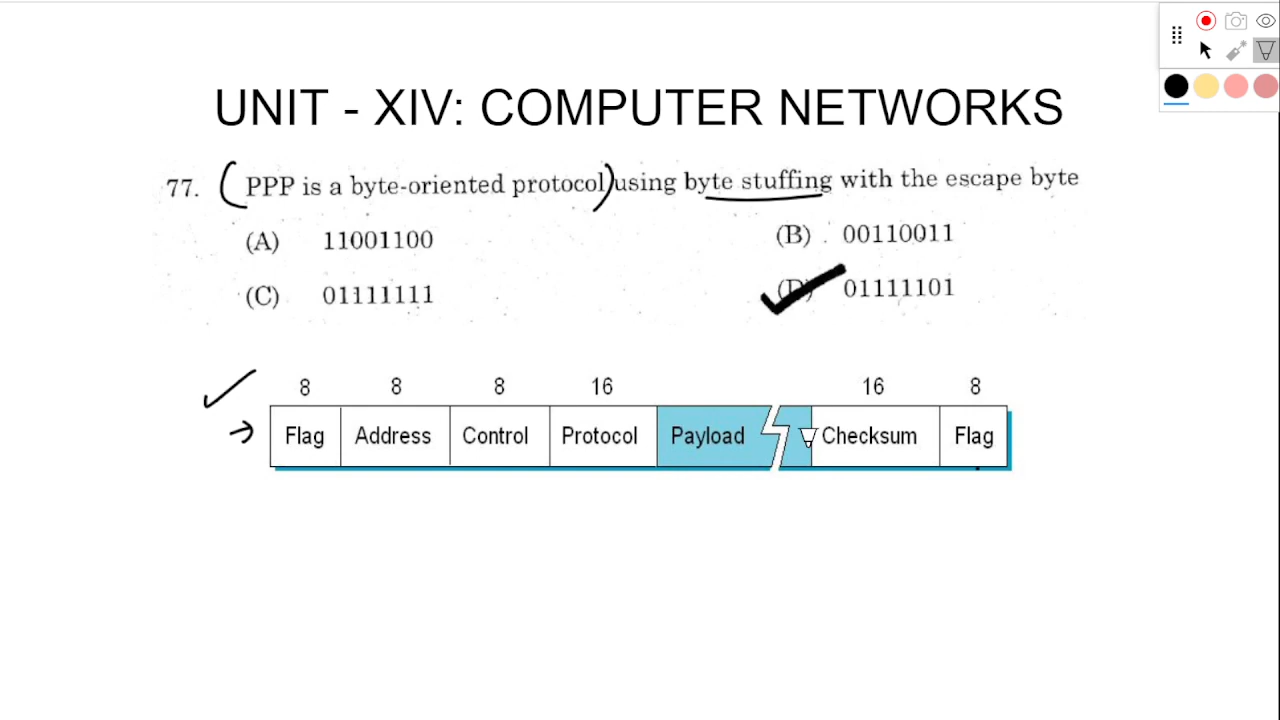 UNIT - XIV: COMPUTER NETWORKS
77. PPP is a byte-oriented protocol using byte stuffing with the escape byte
(A) 11001100 (B) 00110011
(C) 01111111 (D) 01111101
8 8 8 16 16 8
Flag Address Control Protocol Payload Checksum Flag